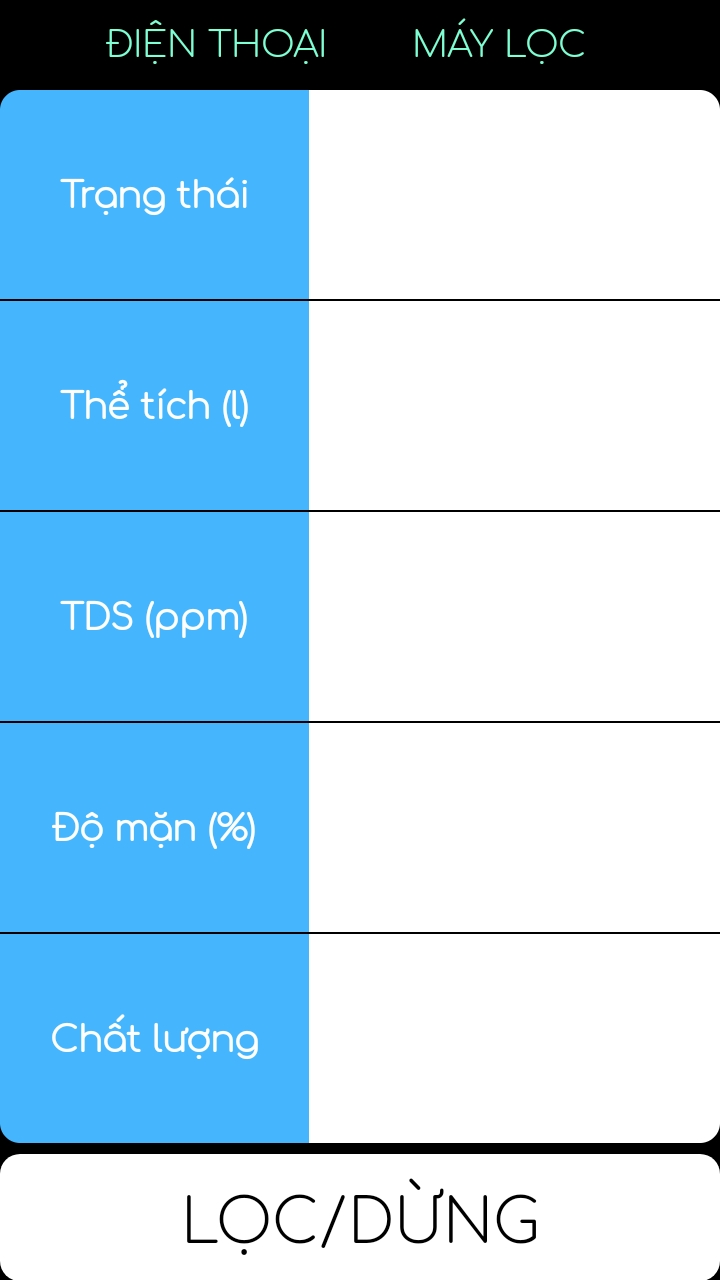 ĐIỆN THOẠI MÁY LỌC
Trạng thái
Thể tích (l)
TDS (ppm)
Độ mặn (%)
Chất lượng
LỌC/DỪNG